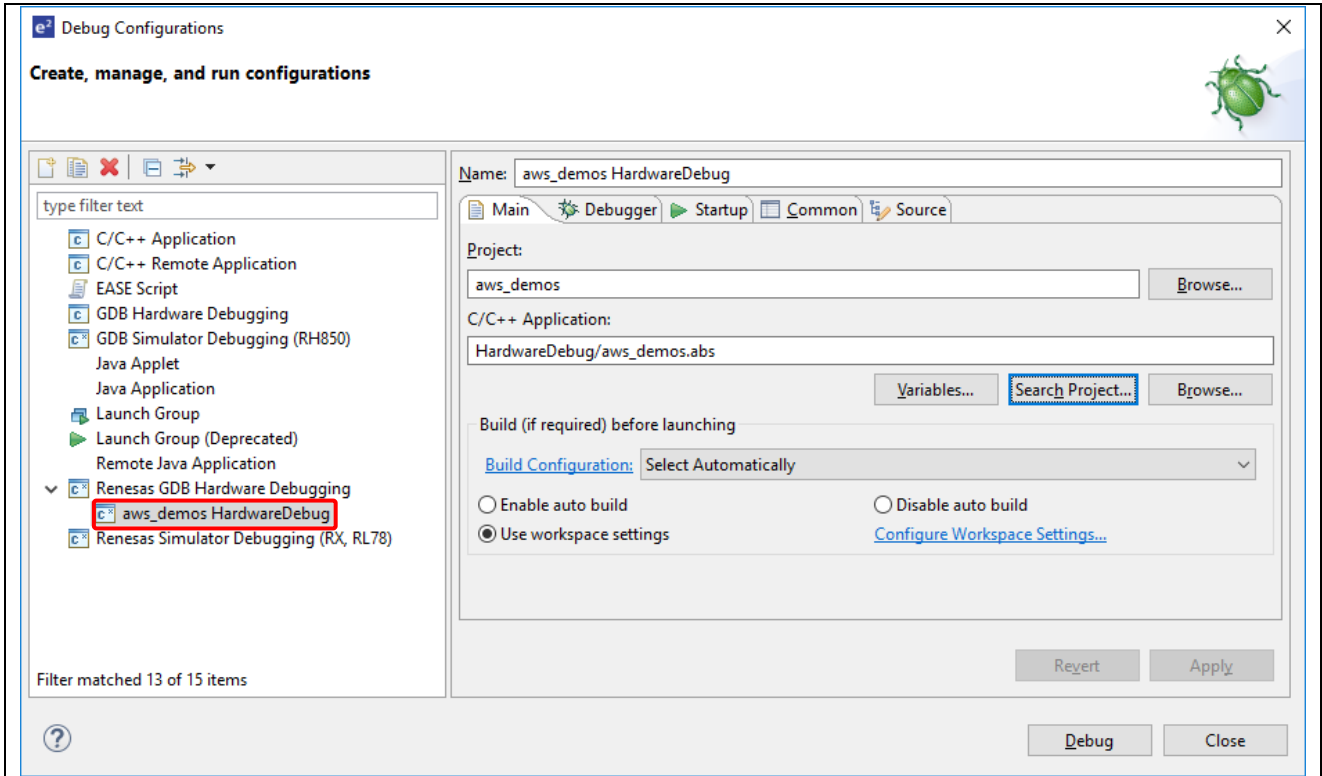 e² Debug Configurations
Create, manage, and run configurations
type filter text
C/C++ Application
C/C++ Remote Application
EASE Script
GDB Hardware Debugging
GDB Simulator Debugging (RH850)
Java Applet
Java Application
Launch Group
Launch Group (Deprecated)
Remote Java Application
Renesas GDB Hardware Debugging
aws_demos HardwareDebug
Renesas Simulator Debugging (RX, RL78)
Filter matched 13 of 15 items
Name: aws_demos HardwareDebug
Main Debugger Startup Common Source
Project:
aws_demos Browse...
C/C++ Application:
HardwareDebug/aws_demos.abs
Variables... Search Project... Browse...
Build (if required) before launching
Build Configuration: Select Automatically
Enable auto build Disable auto build
Use workspace settings Configure Workspace Settings...
Revert Apply
? Debug Close